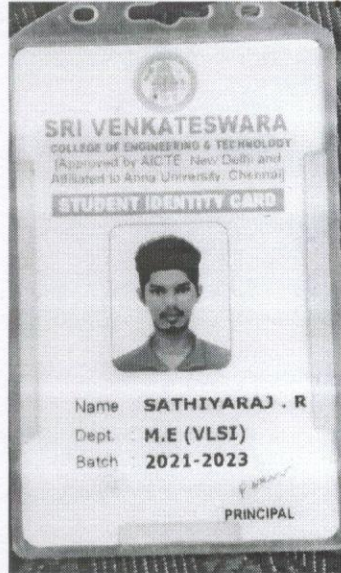 SRI VENKATESWARA
COLLEGE OF ENGINEERING & TECHNOLOGY
[Approved by AICTE, New Delhi and
Affiliated to Anna University, Chennai]
STUDENT IDENTITY CARD
Name SATHIYARAJ . R
Dept. M.E (VLSI)
Batch 2021-2023
PRINCIPAL